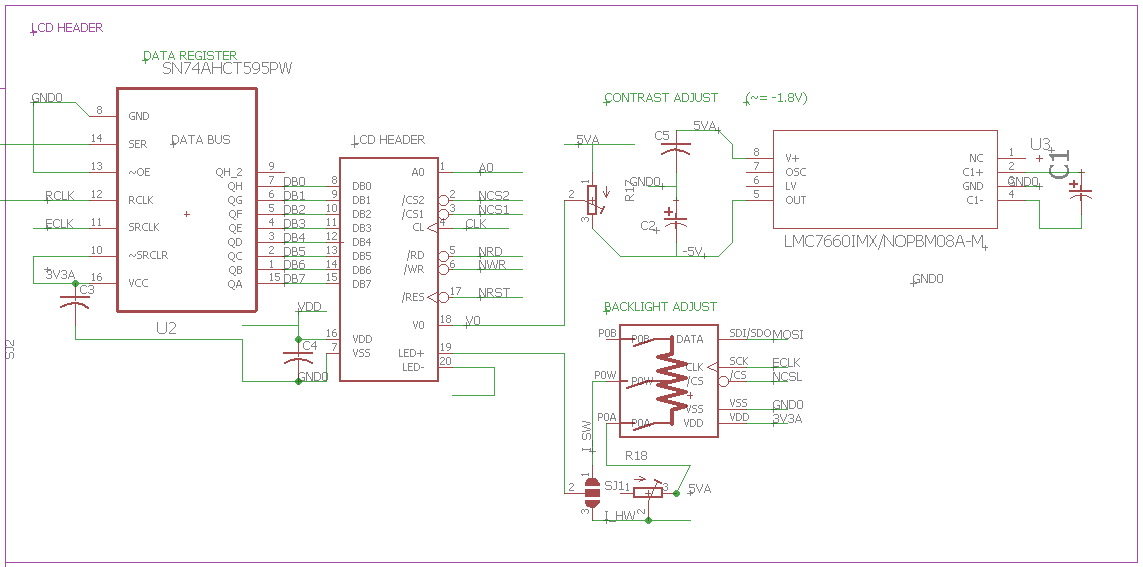 LCD HEADER
DATA REGISTER
SN74AHCT595PW
GND0
8
GND
14
SER
DATA BUS
13
~OE
RCLK
12
RCLK
ECLK
11
SRCLK
10
~SRCLR
3V3A
16
VCC
C3
U2
SJ2
QH_2
9
QH
7
DB0
QG
6
DB1
QF
5
DB2
QE
4
DB3
QD
3
DB4
QC
2
DB5
QB
1
DB6
QA
15
DB7
LCD HEADER
8
DB0
9
DB1
10
DB2
11
DB3
12
DB4
13
DB5
14
DB6
15
DB7
VDD
16
VDD
7
VSS
C4
GND0
A0
1
A0
/CS2
2
NCS2
/CS1
3
NCS1
CL
4
CLK
/RD
5
NRD
/WR
6
NWR
/RES
17
NRST
V0
18
V0
LED+
19
LED-
20
CONTRAST ADJUST
(~= -1.8V)
5VA
1
2
3
R17
C5
5VA
GND0
C2
-5V
8
V+
7
OSC
6
LV
5
OUT
NC
1
C1+
2
GND
3
GND0
C1-
4
U3
C1
LMC7660IMX/NOPBM08A-M
GND0
BACKLIGHT ADJUST
P0B
P0B
P0W
P0W
P0A
P0A
DATA
SDI/SDO
MOSI
CLK
SCK
ECLK
/CS
/CS
NCSL
VSS
VSS
GND0
VDD
VDD
3V3A
I_SW
1
2
3
SJ1
R18
1
3
2
5VA
I_HW